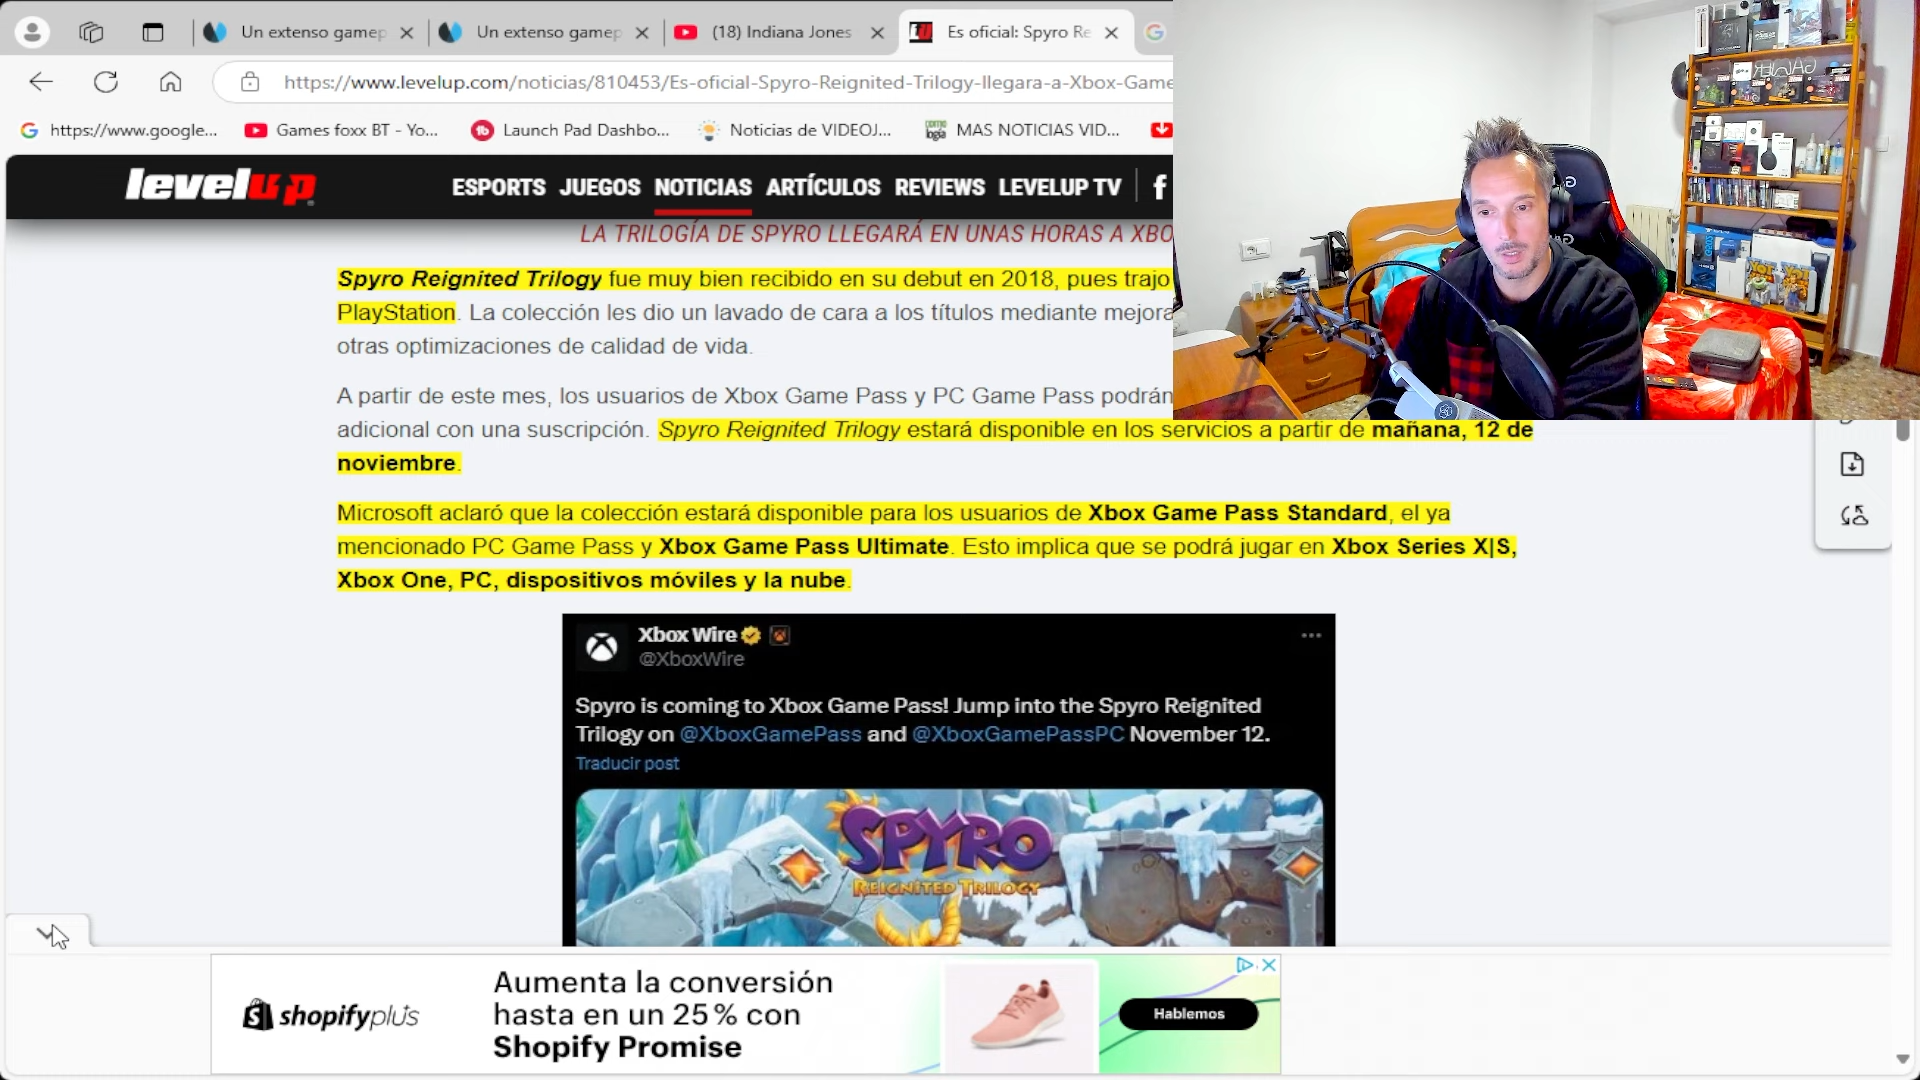 Un extenso gamep
Un extenso gamep
(18) Indiana Jones
Es oficial: Spyro Re
https://www.levelup.com/noticias/810453/Es-oficial-Spyro-Reignited-Trilogy-llegara-a-Xbox-Game
https://www.google...
Games foxx BT - Yo...
Launch Pad Dashbo...
Noticias de VIDEOJ...
MAS NOTICIAS VID...
levelup
ESPORTS JUEGOS NOTICIAS ARTÍCULOS REVIEWS LEVELUP TV
LA TRILOGÍA DE SPYRO LLEGARÁ EN UNAS HORAS A XBO
Spyro Reignited Trilogy fue muy bien recibido en su debut en 2018, pues trajo
PlayStation. La colección les dio un lavado de cara a los títulos mediante mejora
otras optimizaciones de calidad de vida.
A partir de este mes, los usuarios de Xbox Game Pass y PC Game Pass podrán
adicional con una suscripción. Spyro Reignited Trilogy estará disponible en los servicios a partir de mañana, 12 de
noviembre.
Microsoft aclaró que la colección estará disponible para los usuarios de Xbox Game Pass Standard, el ya
mencionado PC Game Pass y Xbox Game Pass Ultimate. Esto implica que se podrá jugar en Xbox Series X|S,
Xbox One, PC, dispositivos móviles y la nube.
Xbox Wire
@XboxWire
Spyro is coming to Xbox Game Pass! Jump into the Spyro Reignited
Trilogy on @XboxGamePass and @XboxGamePassPC November 12.
Traducir post
SPYRO
REIGNITED TRILOGY
shopifyplus
Aumenta la conversión
hasta en un 25 % con
Shopify Promise
Hablemos